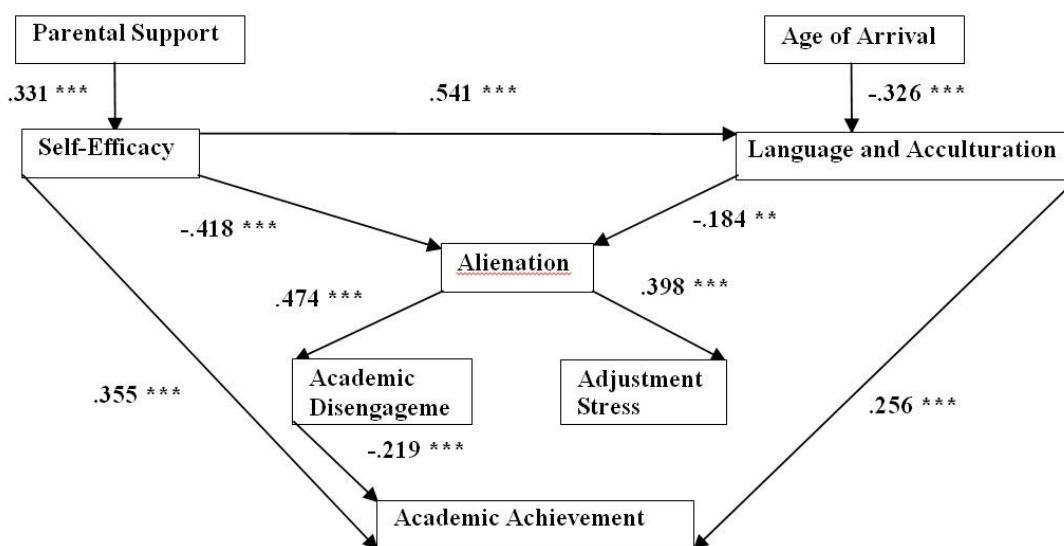 Parental Support
Age of Arrival
.331 ***
.541 ***
-.326 ***
Self-Efficacy
Language and Acculturation
-.418 ***
-.184 **
Alienation
.474 ***
.398 ***
Academic
Disengageme
Adjustment
Stress
.355 ***
.256 ***
-.219 ***
Academic Achievement